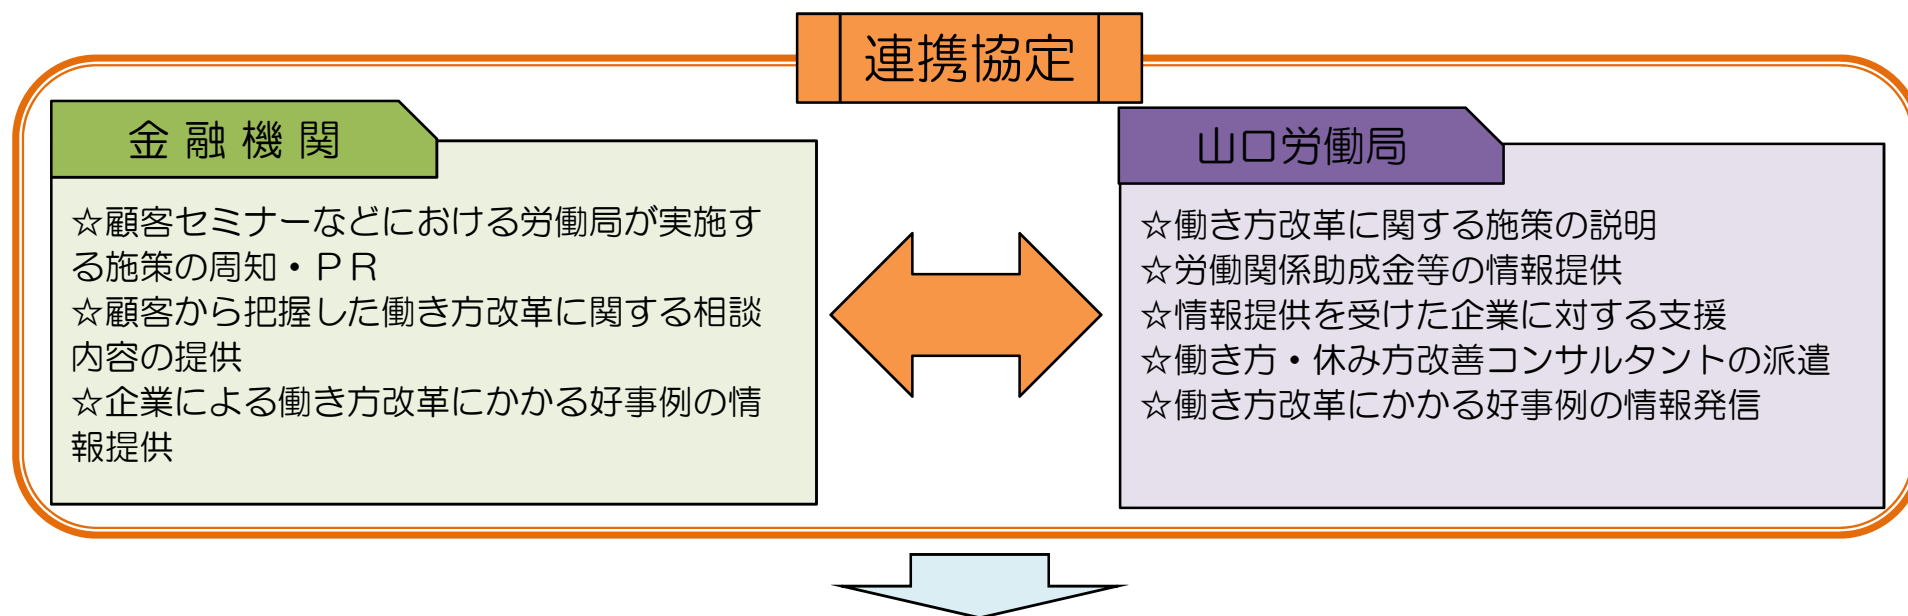 連携協定
金融機関
☆顧客セミナーなどにおける労働局が実施す
る施策の周知・ＰＲ
☆顧客から把握した働き方改革に関する相談
内容の提供
☆企業による働き方改革にかかる好事例の情
報提供
山口労働局
☆働き方改革に関する施策の説明
☆労働関係助成金等の情報提供
☆情報提供を受けた企業に対する支援
☆働き方・休み方改善コンサルタントの派遣
☆働き方改革にかかる好事例の情報発信